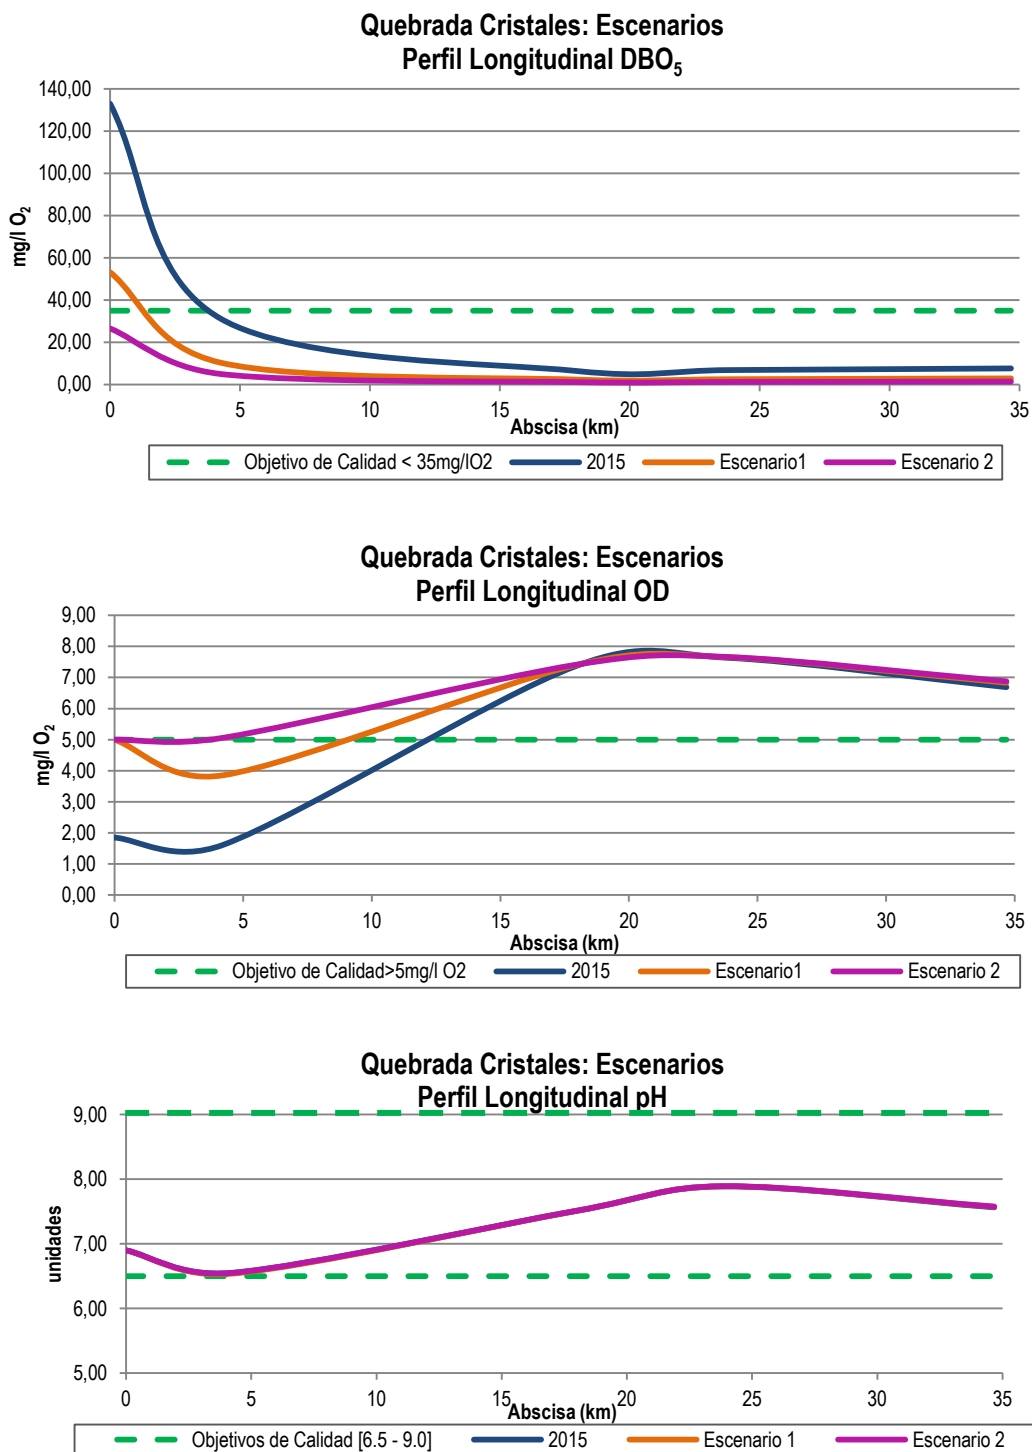 Quebrada Cristales: Escenarios
Perfil Longitudinal DBO5
140,00
120,00
100,00
80,00
60,00
40,00
20,00
0,00
mg/l O2
0 5 10 15 20 25 30 35
Abscisa (km)
Objetivo de Calidad < 35mg/lO2 2015 Escenario1 Escenario 2
Quebrada Cristales: Escenarios
Perfil Longitudinal OD
9,00
8,00
7,00
6,00
5,00
4,00
3,00
2,00
1,00
0,00
mg/l O2
0 5 10 15 20 25 30 35
Abscisa (km)
Objetivo de Calidad>5mg/l O2 2015 Escenario1 Escenario 2
Quebrada Cristales: Escenarios
Perfil Longitudinal pH
9,00
8,00
7,00
6,00
5,00
unidades
0 5 10 15 20 25 30 35
Abscisa (km)
Objetivos de Calidad [6.5 - 9.0] 2015 Escenario 1 Escenario 2